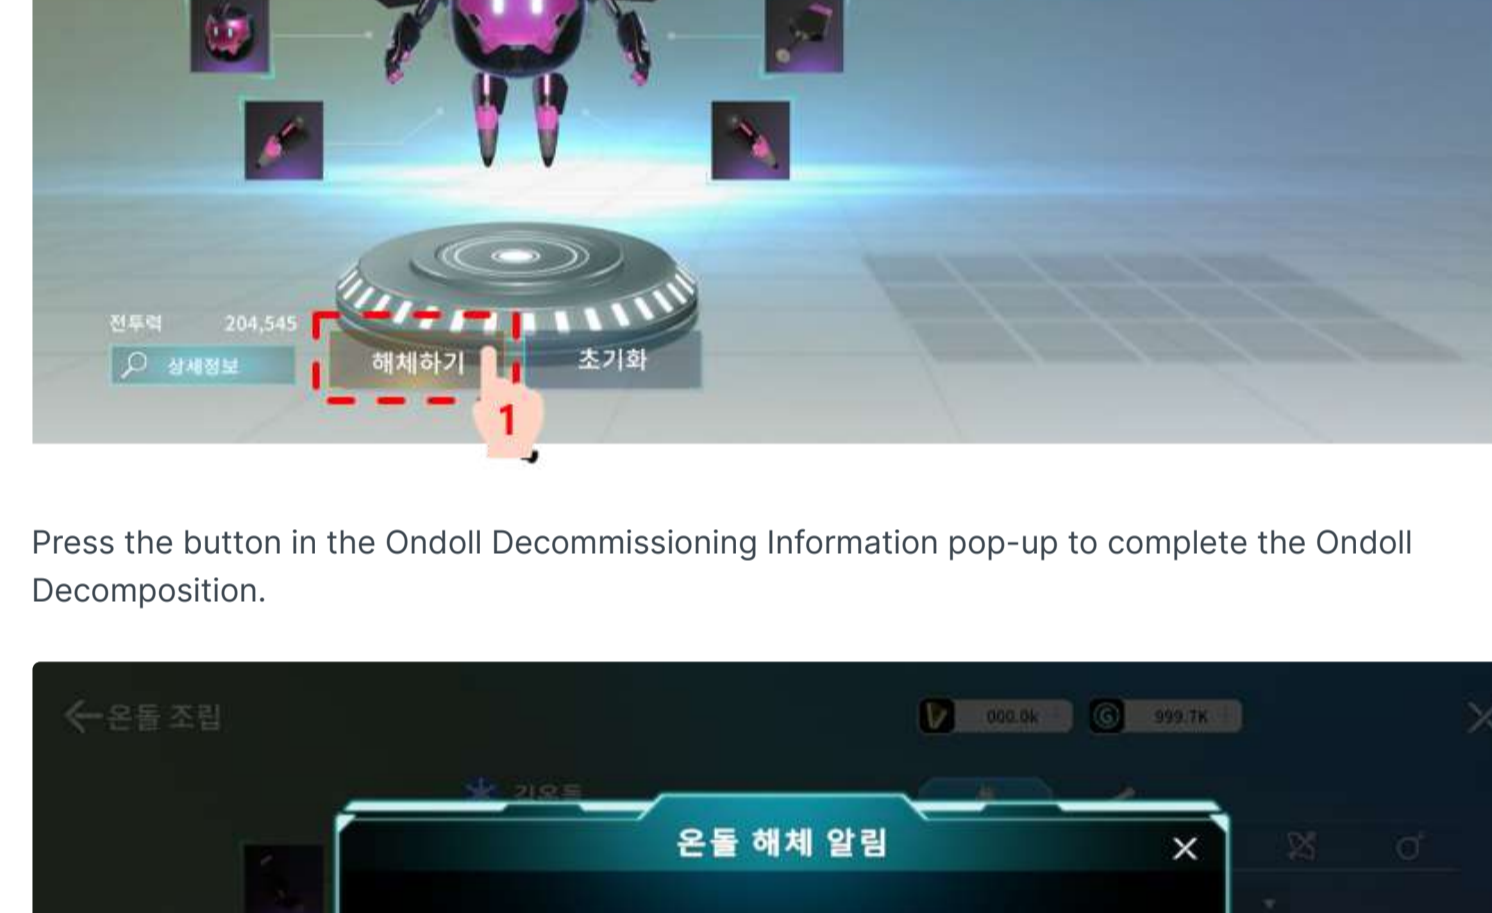 전투력 204,545
상세정보 해체하기 초기화
1
Press the button in the Ondoll Decommissioning Information pop-up to complete the Ondoll
Decomposition.
온돌 조립 000.0k 999.7K
온돌 해체 알림